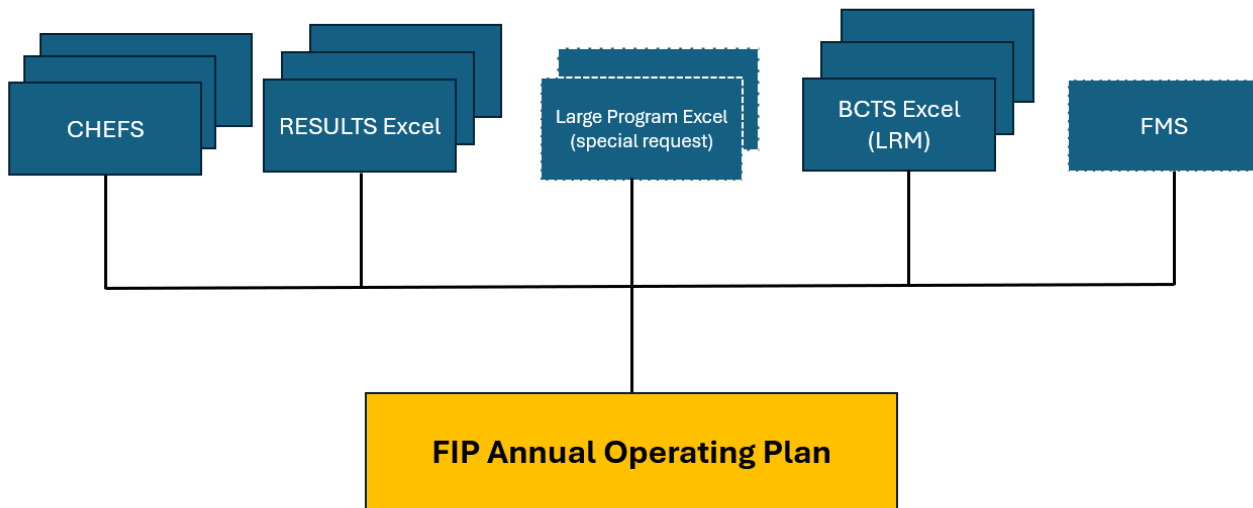 CHEFS
RESULTS Excel
Large Program Excel
(special request)
BCTS Excel
(LRM)
FMS
FIP Annual Operating Plan